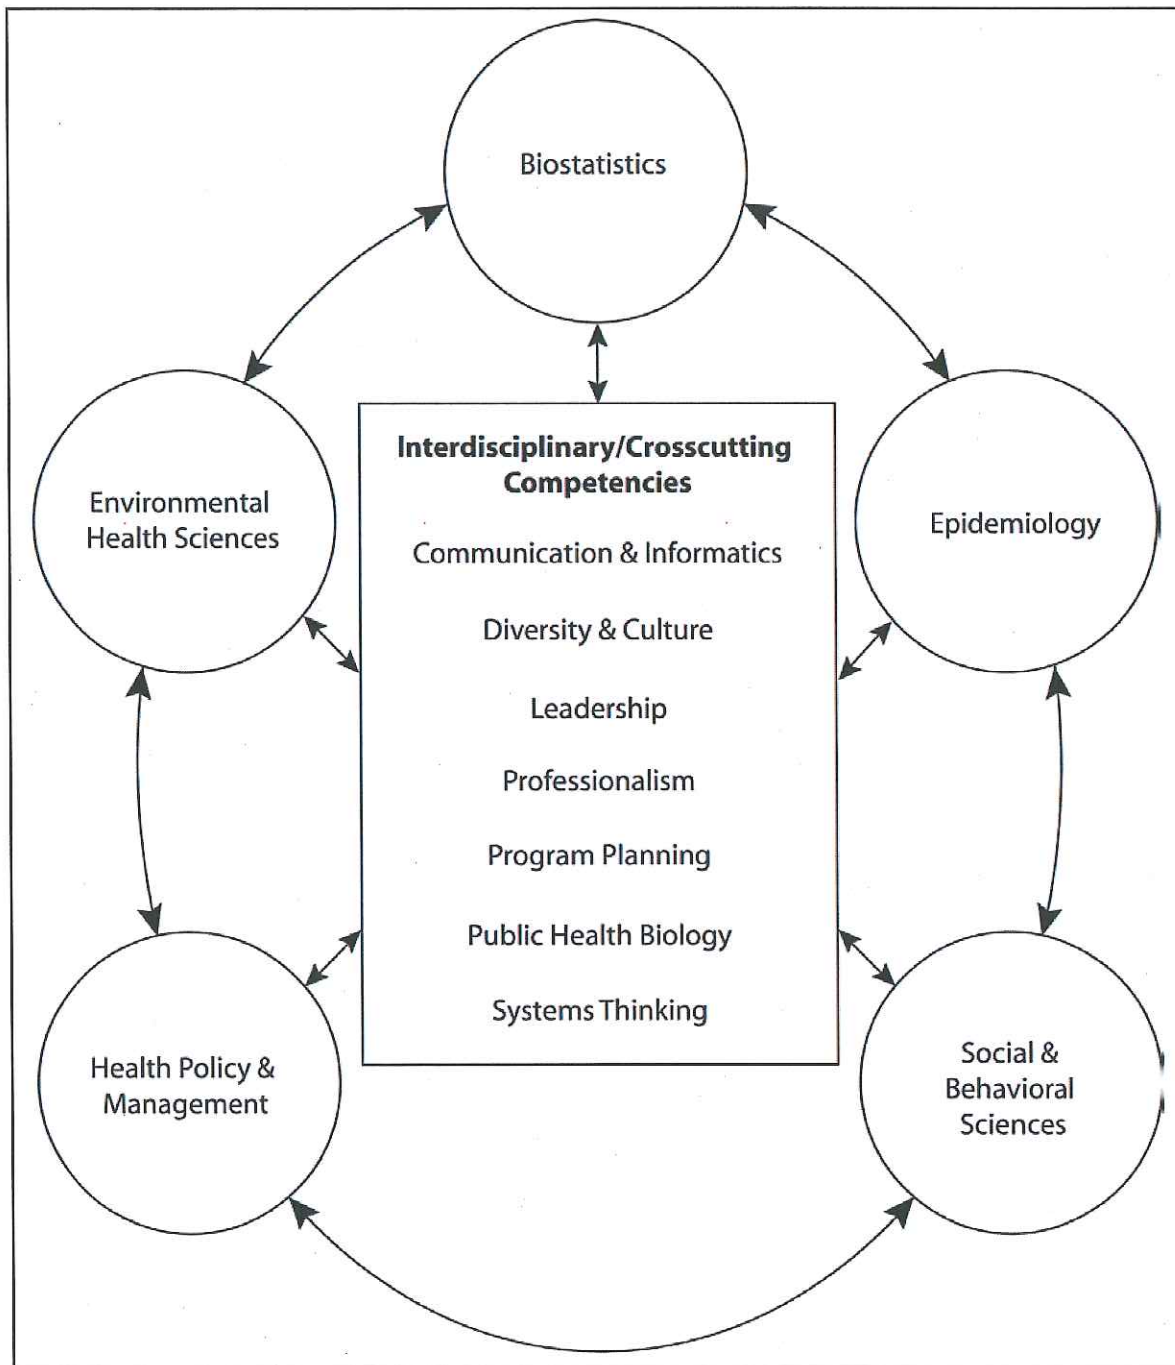 Biostatistics
Environmental
Health Sciences
Interdisciplinary/Crosscutting
Competencies
Communication & Informatics
Diversity & Culture
Leadership
Professionalism
Program Planning
Public Health Biology
Systems Thinking
Epidemiology
Health Policy &
Management
Social &
Behavioral
Sciences